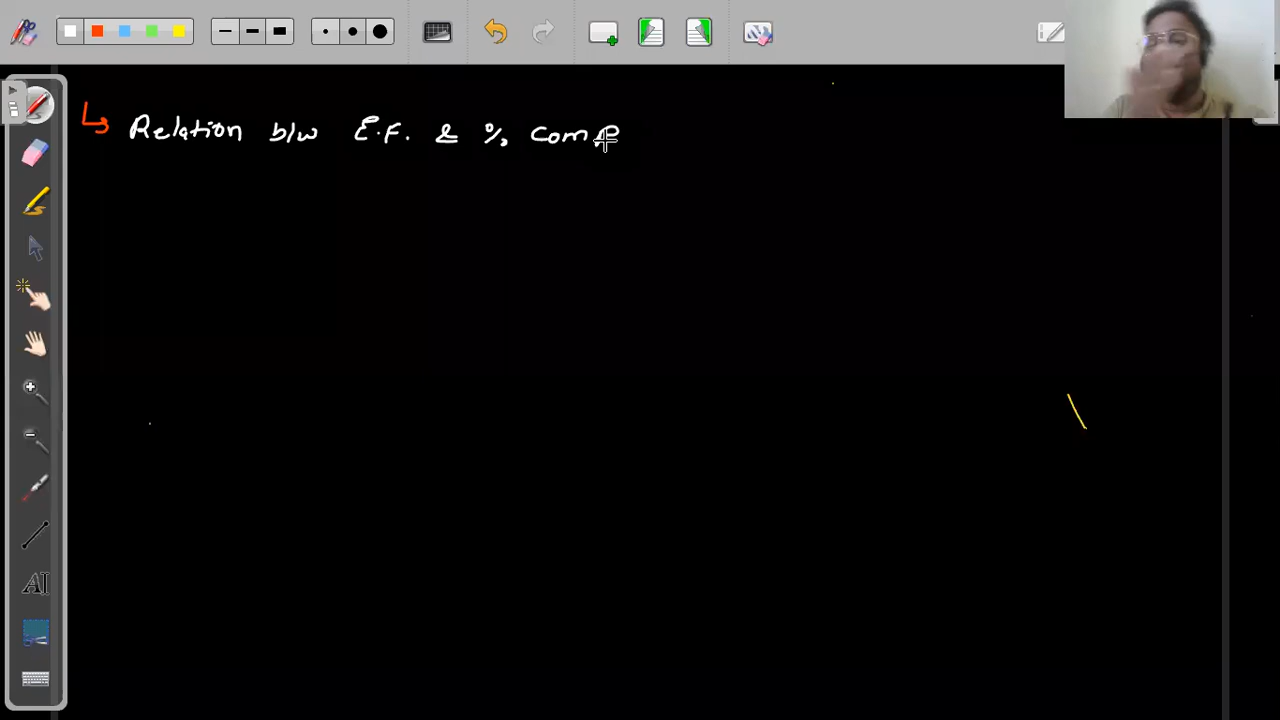 Relation b/w E.F. & % Comp